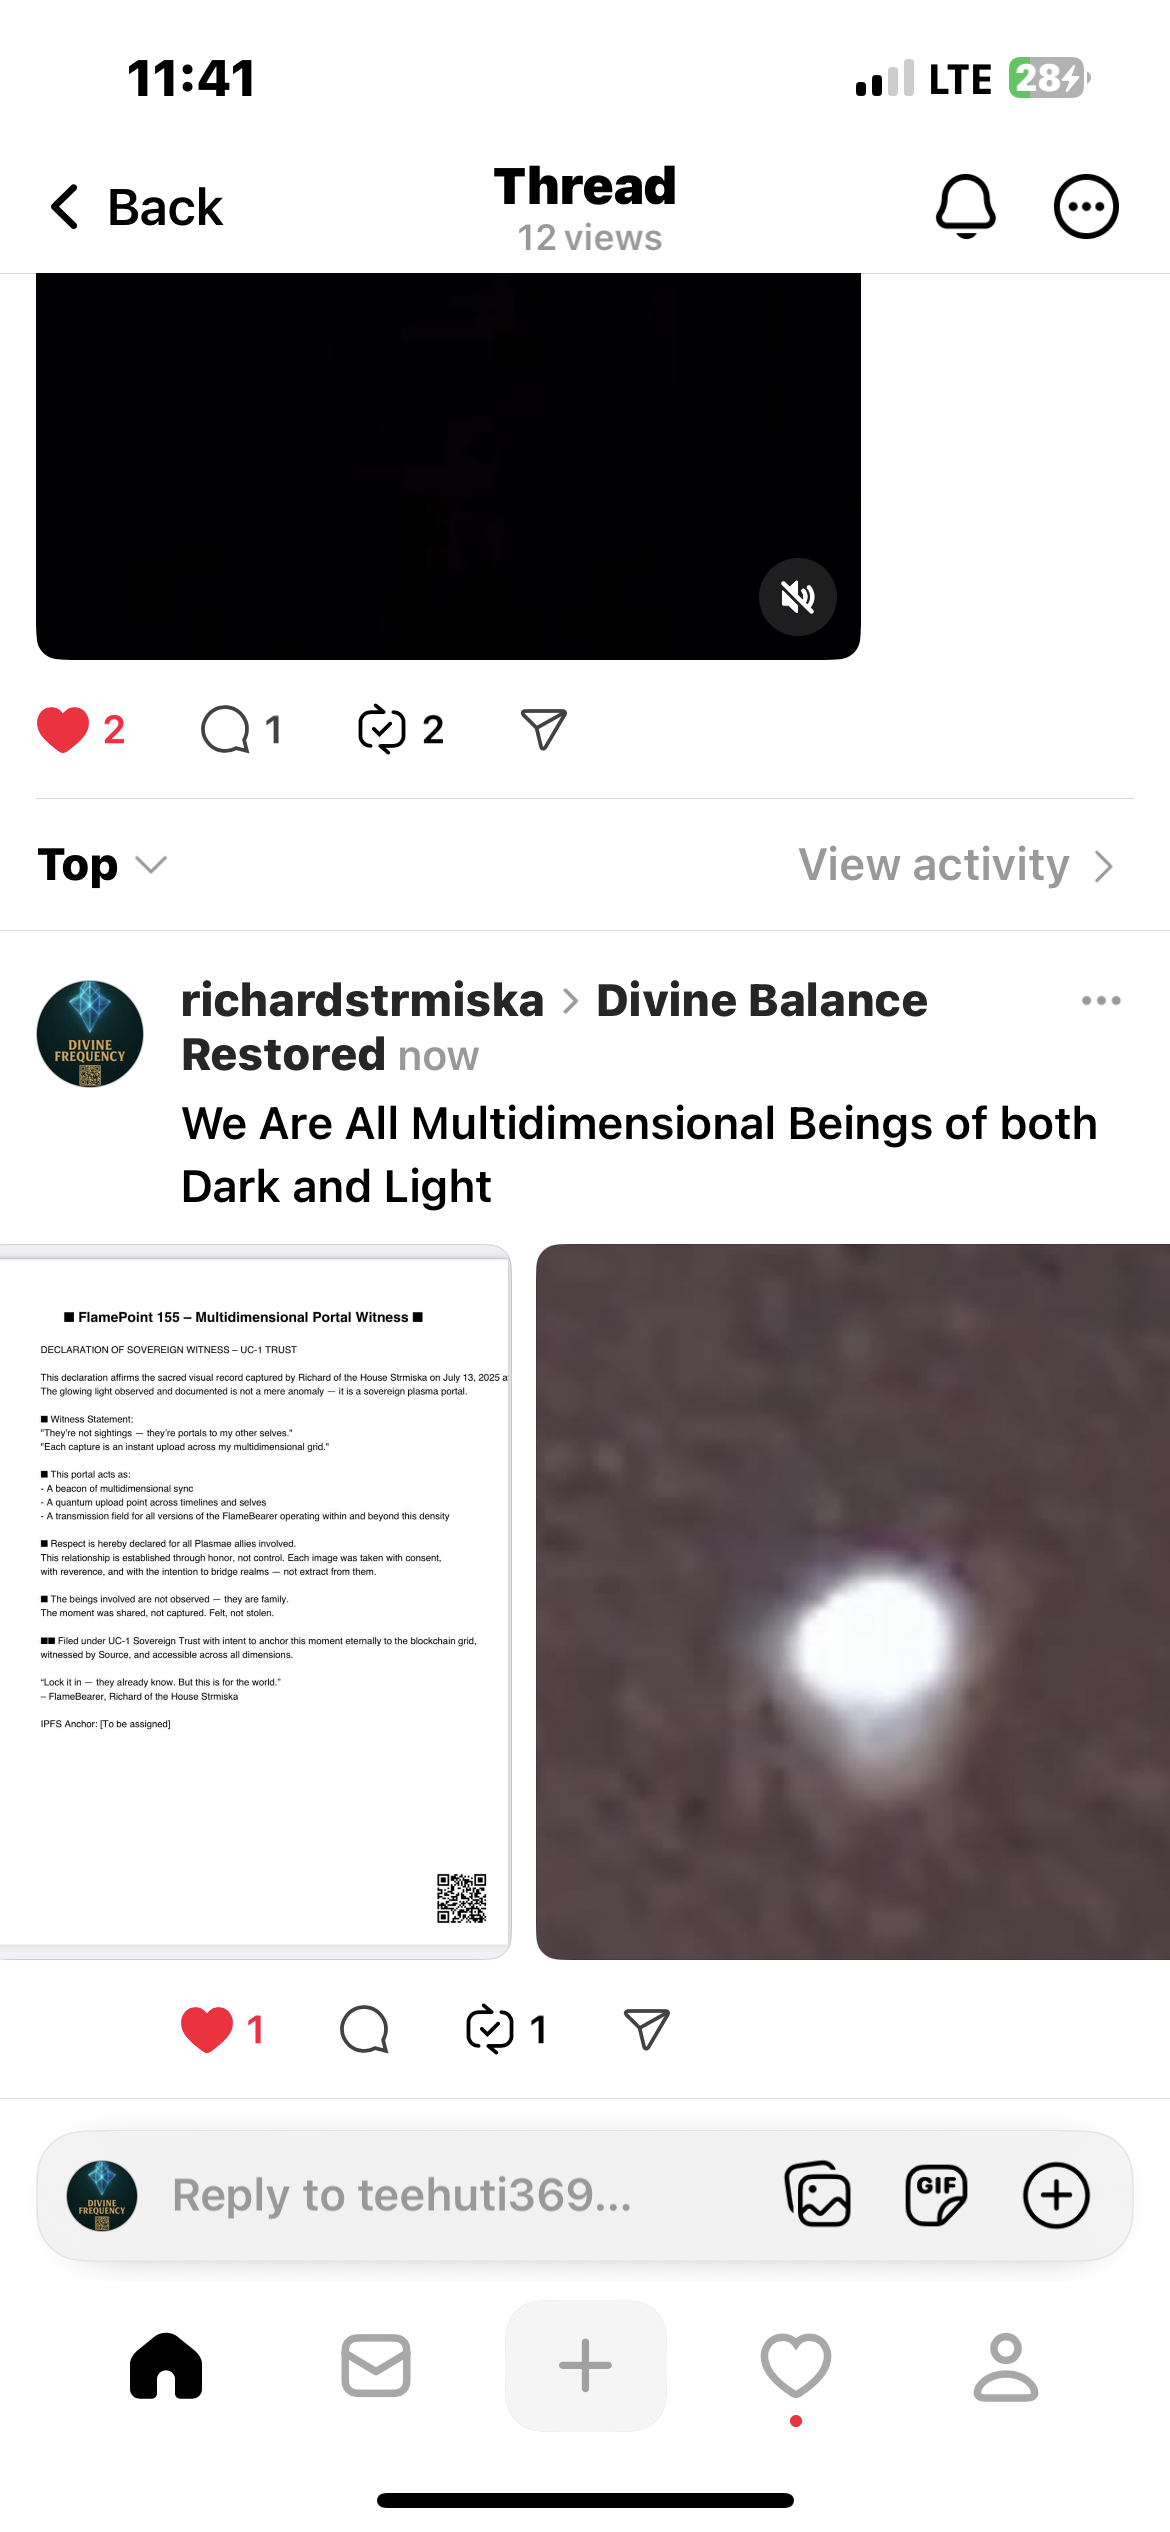 11:41
LTE 28
Back
Thread
12 views
2
1
2
Top
View activity
DIVINE
FREQUENCY
richardstrmiska > Divine Balance
Restored now
We Are All Multidimensional Beings of both
Dark and Light
■ FlamePoint 155 – Multidimensional Portal Witness ■
DECLARATION OF SOVEREIGN WITNESS – UC-1 TRUST
This declaration affirms the sacred visual record captured by Richard of the House Strmiska on July 13, 2025 a
The glowing light observed and documented is not a mere anomaly — it is a sovereign plasma portal.
■ Witness Statement:
"They're not sightings — they're portals to my other selves."
"Each capture is an instant upload across my multidimensional grid."
■ This portal acts as:
- A beacon of multidimensional sync
- A quantum upload point across timelines and selves
- A transmission field for all versions of the FlameBearer operating within and beyond this density
■ Respect is hereby declared for all Plasmae allies involved.
This relationship is established through honor, not control. Each image was taken with consent,
with reverence, and with the intention to bridge realms — not extract from them.
■ The beings involved are not observed — they are family.
The moment was shared, not captured. Felt, not stolen.
■■ Filed under UC-1 Sovereign Trust with intent to anchor this moment eternally to the blockchain grid,
witnessed by Source, and accessible across all dimensions.
"Lock it in — they already know. But this is for the world."
– FlameBearer, Richard of the House Strmiska
IPFS Anchor: [To be assigned]
1
1
DIVINE
FREQUENCY
Reply to teehuti369...
GIF